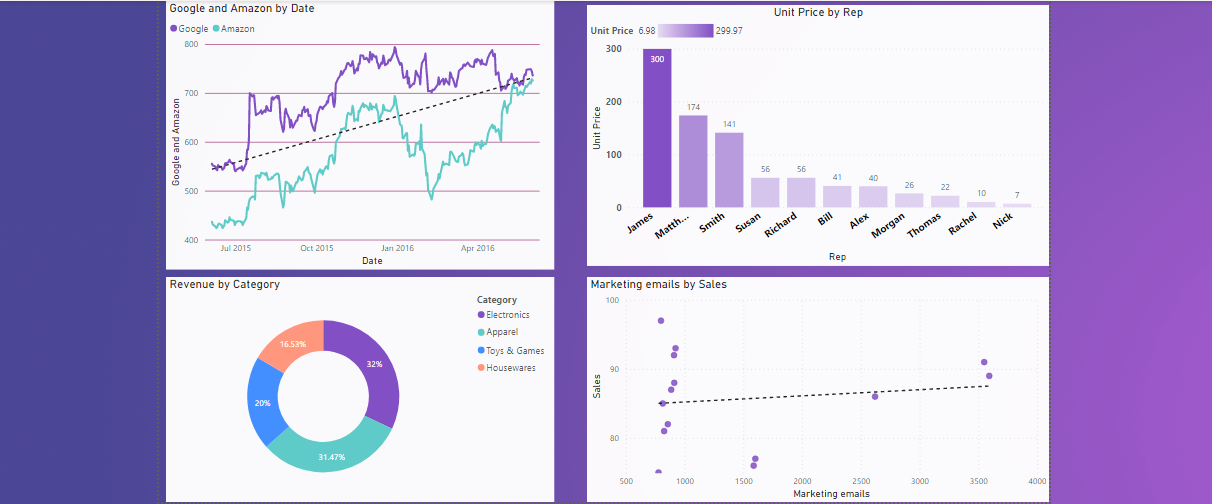 Google and Amazon by Date
Google Amazon
800
700
600
500
400
Google and Amazon
Jul 2015 Oct 2015 Jan 2016 Apr 2016
Date
Unit Price by Rep
Unit Price 6.98 299.97
300
200
100
0
Unit Price
300 174 141 56 56 41 40 26 22 10 7
James Matth... Smith Susan Richard Bill Alex Morgan Thomas Rachel Nick
Rep
Revenue by Category
Category
Electronics
Apparel
Toys & Games
Housewares
16.53%
32%
20%
31.47%
Marketing emails by Sales
100
90
80
Sales
500 1000 1500 2000 2500 3000 3500 4000
Marketing emails